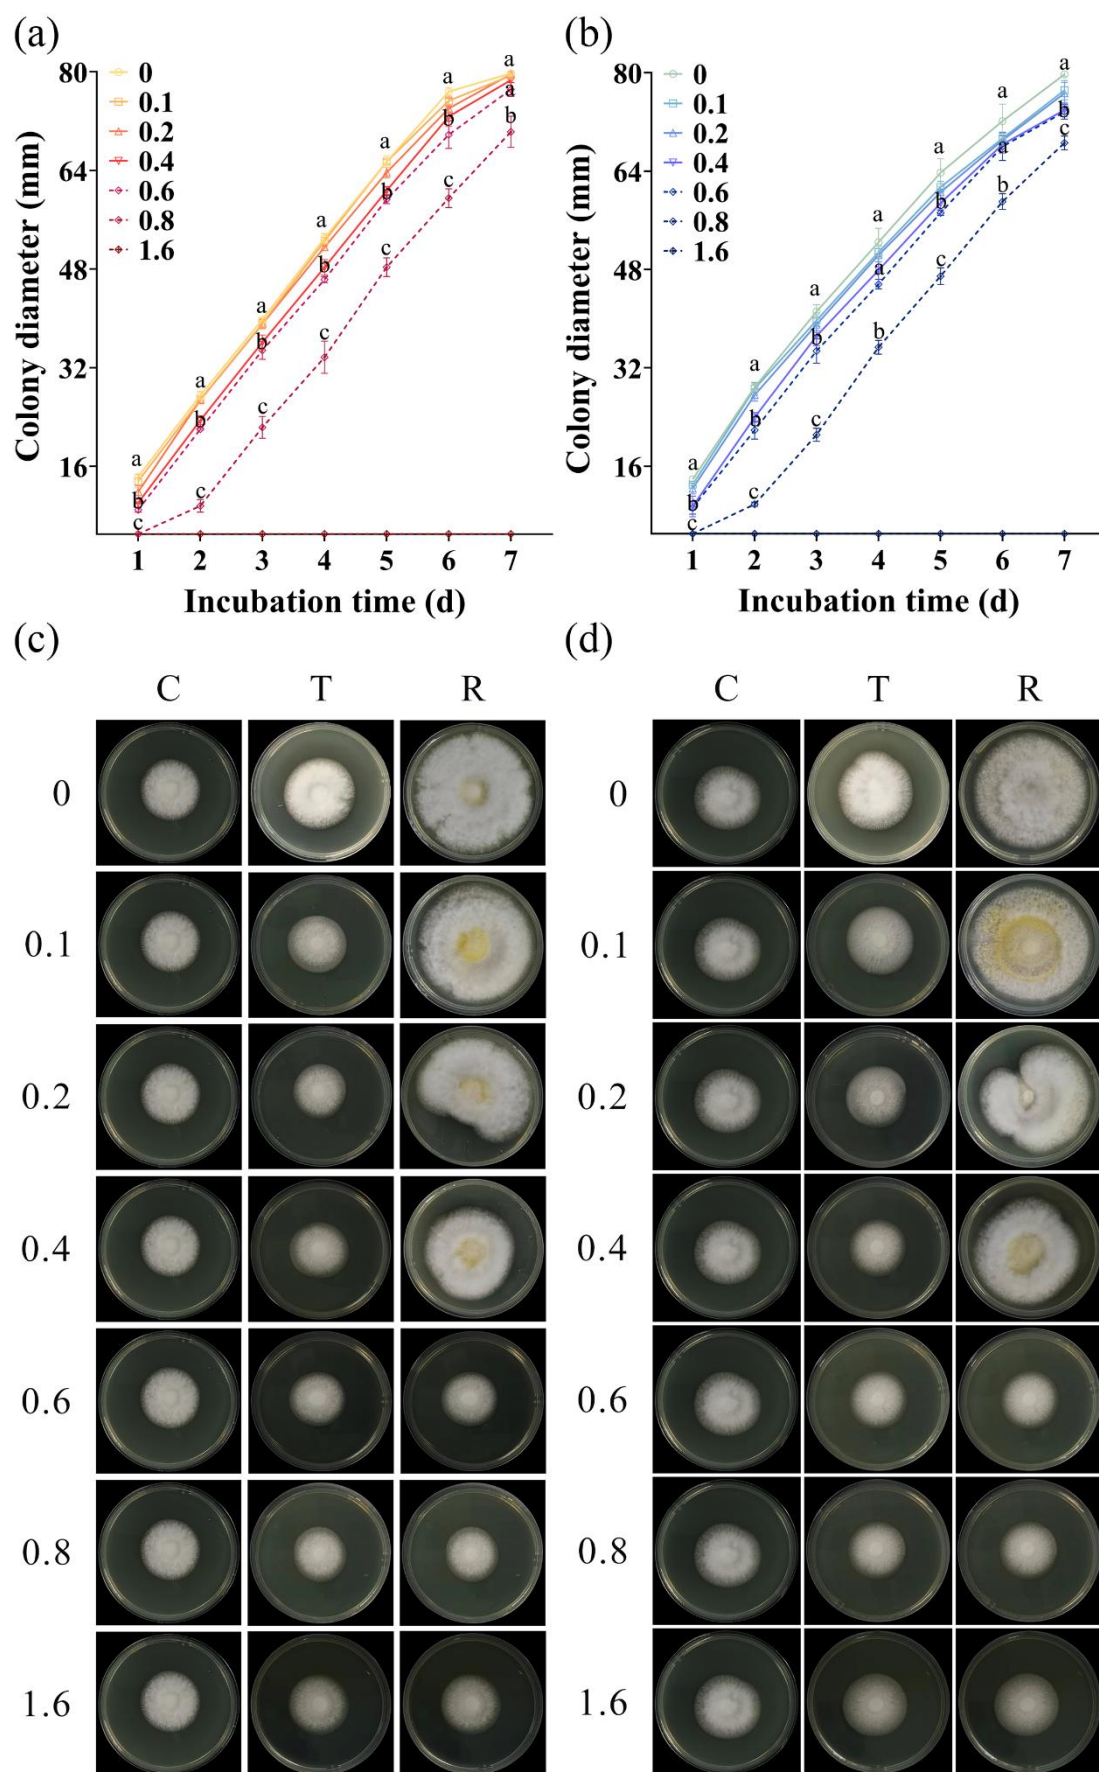 (a)
80
64
48
32
16
Colony diameter (mm)
0
0.1
0.2
0.4
0.6
0.8
1.6
a a a a a a a
b b b b b b a
c c c c c c b
1 2 3 4 5 6 7
Incubation time (d)
(b)
80
64
48
32
16
Colony diameter (mm)
0
0.1
0.2
0.4
0.6
0.8
1.6
a a a a a a a
b b b a b a b
c c c b c b c
1 2 3 4 5 6 7
Incubation time (d)
(c)
C T R
0
0.1
0.2
0.4
0.6
0.8
1.6
(d)
C T R
0
0.1
0.2
0.4
0.6
0.8
1.6